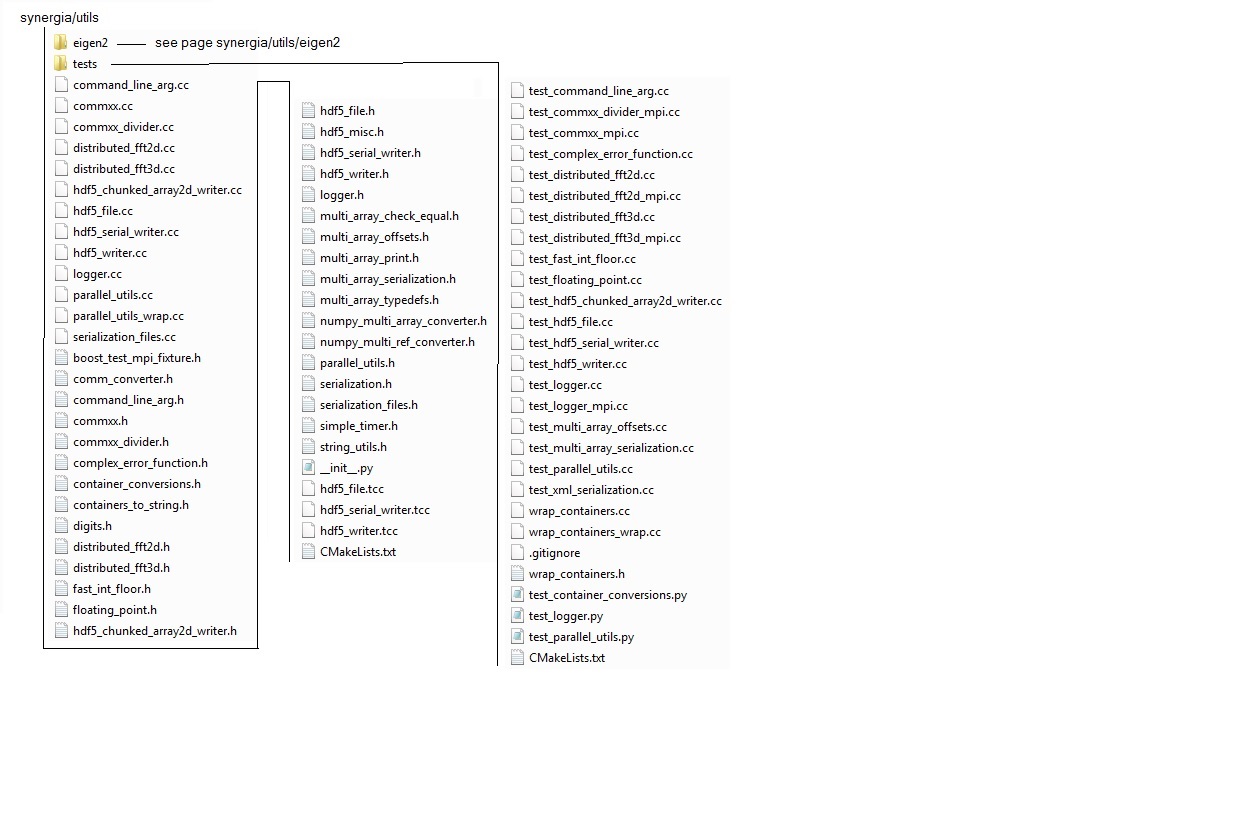 synergia/utils
eigen2 see page synergia/utils/eigen2
tests
command_line_arg.cc
commxx.cc
commxx_divider.cc
distributed_fft2d.cc
distributed_fft3d.cc
hdf5_chunked_array2d_writer.cc
hdf5_file.cc
hdf5_serial_writer.cc
hdf5_writer.cc
logger.cc
parallel_utils.cc
parallel_utils_wrap.cc
serialization_files.cc
boost_test_mpi_fixture.h
comm_converter.h
command_line_arg.h
commxx.h
commxx_divider.h
complex_error_function.h
container_conversions.h
containers_to_string.h
digits.h
distributed_fft2d.h
distributed_fft3d.h
fast_int_floor.h
floating_point.h
hdf5_chunked_array2d_writer.h
hdf5_file.h
hdf5_misc.h
hdf5_serial_writer.h
hdf5_writer.h
logger.h
multi_array_check_equal.h
multi_array_offsets.h
multi_array_print.h
multi_array_serialization.h
multi_array_typedefs.h
numpy_multi_array_converter.h
numpy_multi_ref_converter.h
parallel_utils.h
serialization.h
serialization_files.h
simple_timer.h
string_utils.h
__init__.py
hdf5_file.tcc
hdf5_serial_writer.tcc
hdf5_writer.tcc
CMakeLists.txt
test_command_line_arg.cc
test_commxx_divider_mpi.cc
test_commxx_mpi.cc
test_complex_error_function.cc
test_distributed_fft2d.cc
test_distributed_fft2d_mpi.cc
test_distributed_fft3d.cc
test_distributed_fft3d_mpi.cc
test_fast_int_floor.cc
test_floating_point.cc
test_hdf5_chunked_array2d_writer.cc
test_hdf5_file.cc
test_hdf5_serial_writer.cc
test_hdf5_writer.cc
test_logger.cc
test_logger_mpi.cc
test_multi_array_offsets.cc
test_multi_array_serialization.cc
test_parallel_utils.cc
test_xml_serialization.cc
wrap_containers.cc
wrap_containers_wrap.cc
.gitignore
wrap_containers.h
test_container_conversions.py
test_logger.py
test_parallel_utils.py
CMakeLists.txt